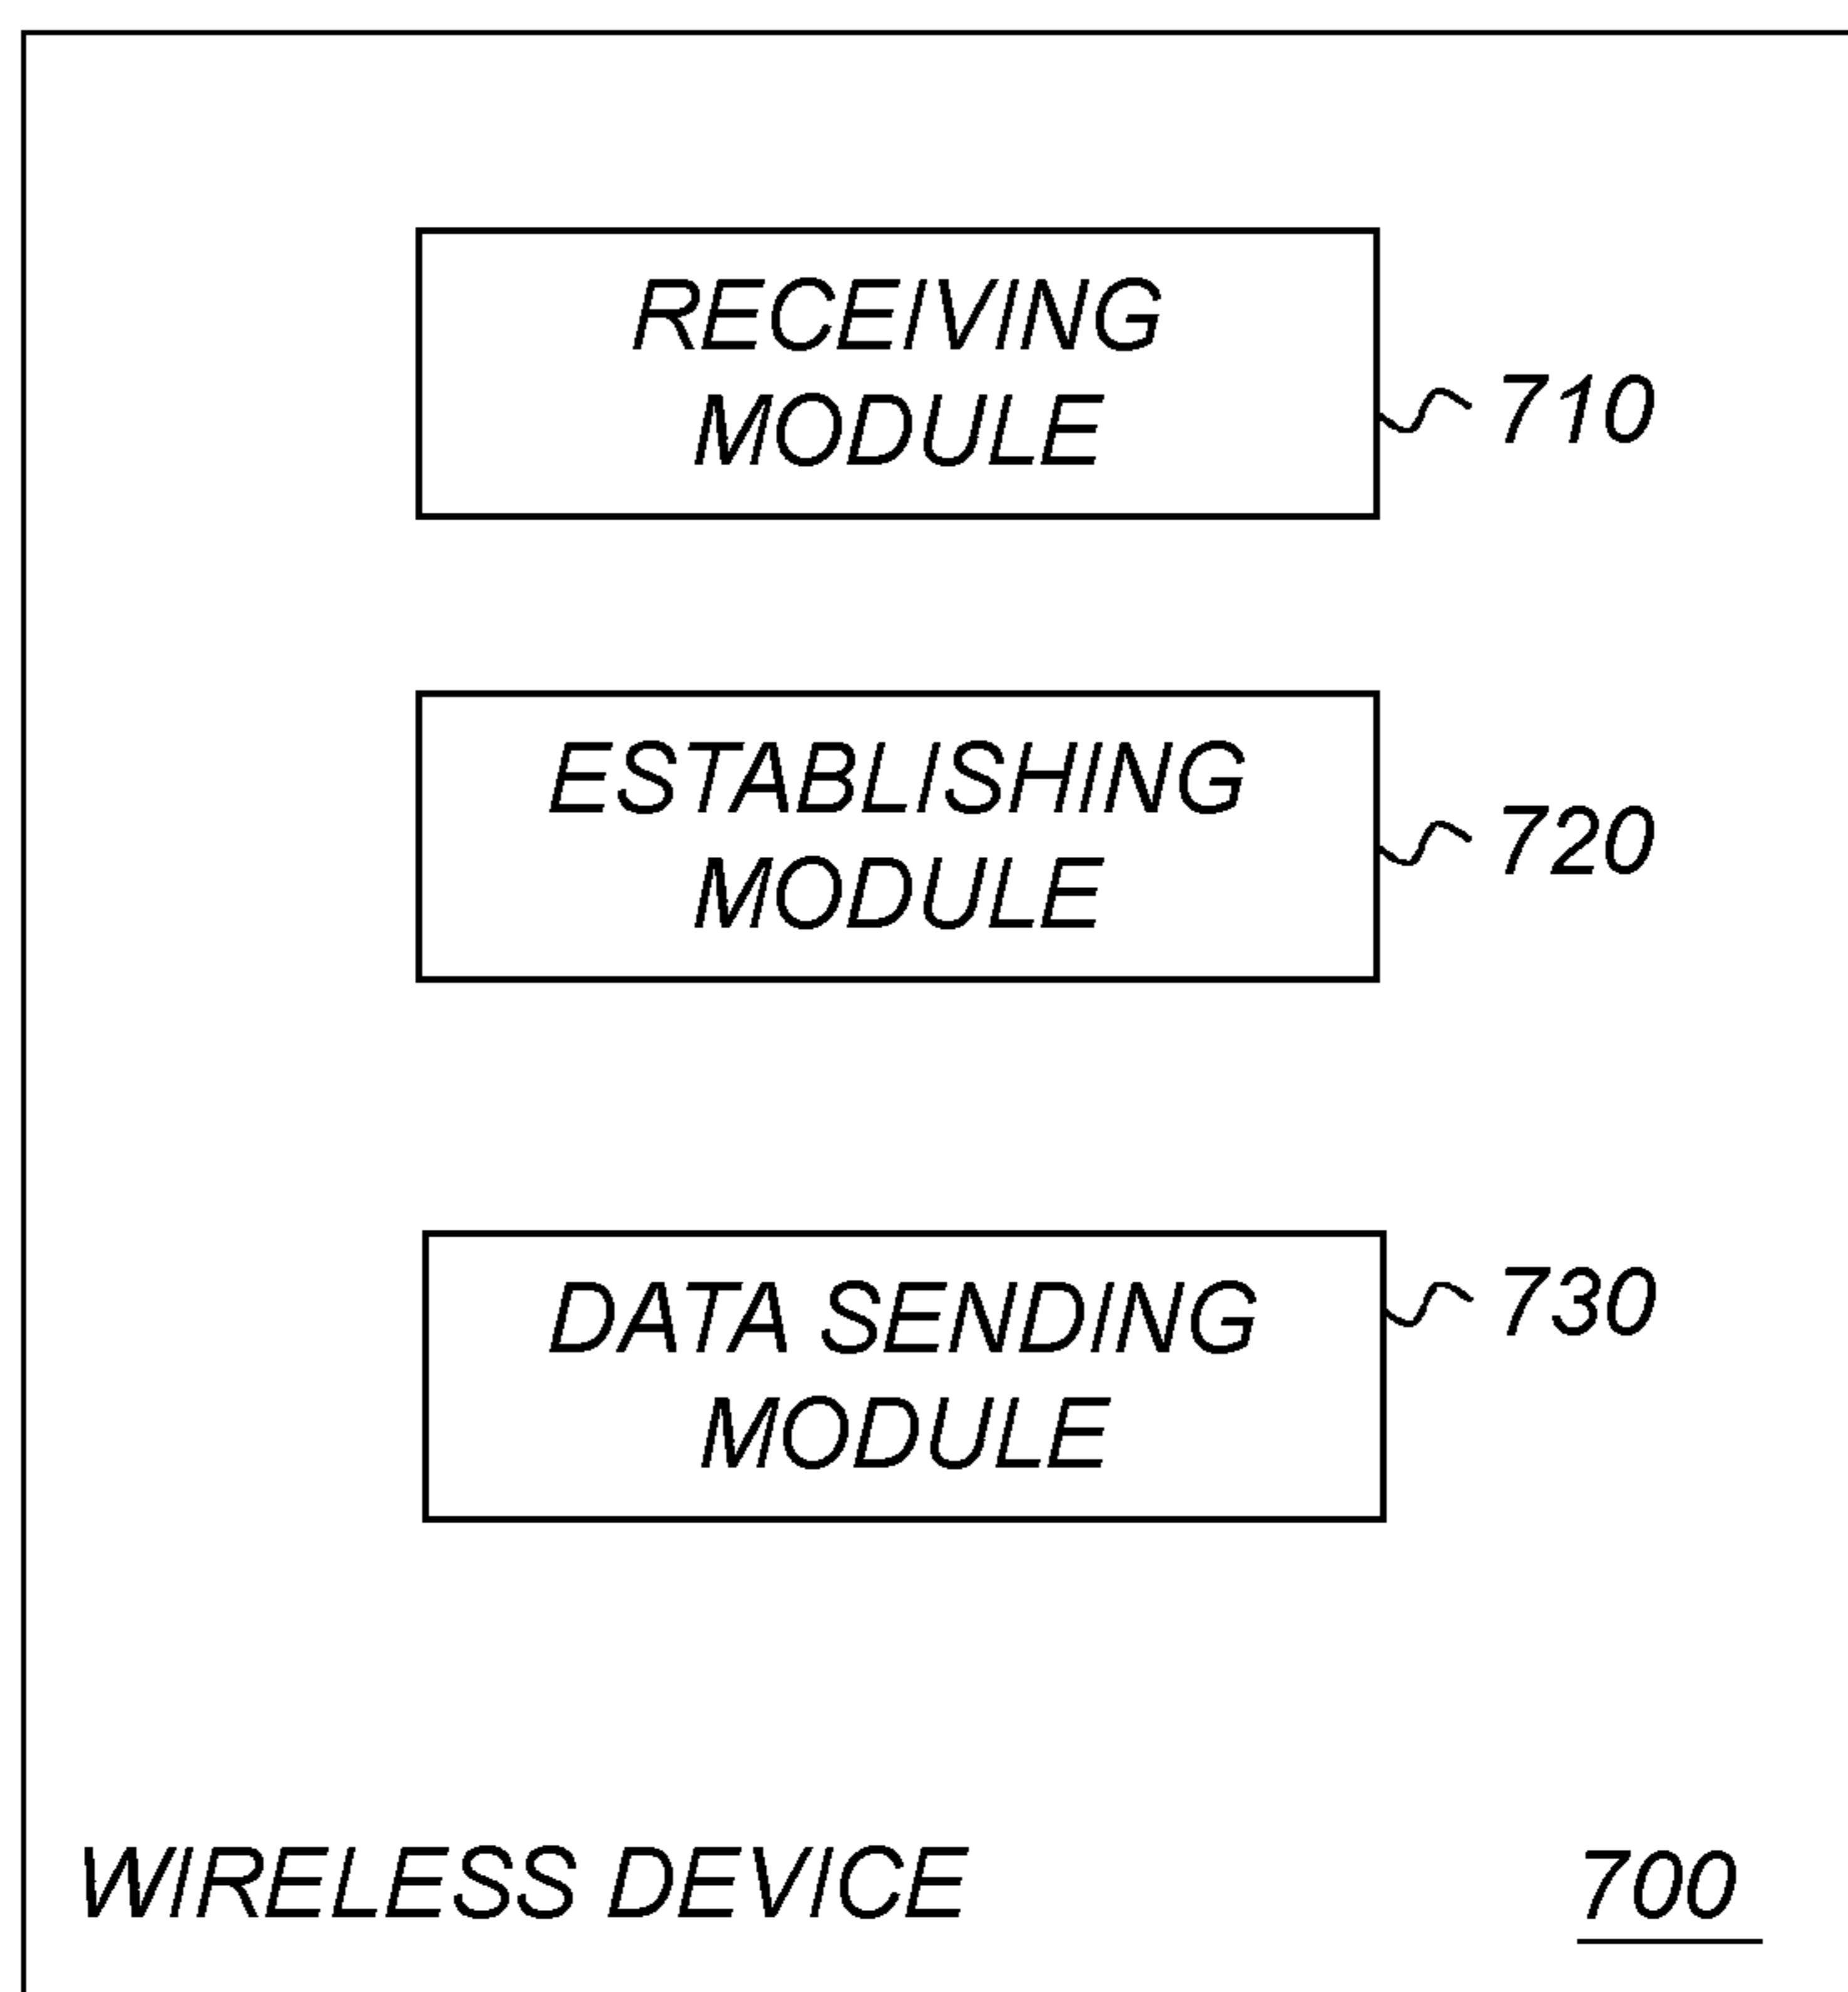 RECEIVING
MODULE
710
ESTABLISHING
MODULE
720
DATA SENDING
MODULE
730
WIRELESS DEVICE
700